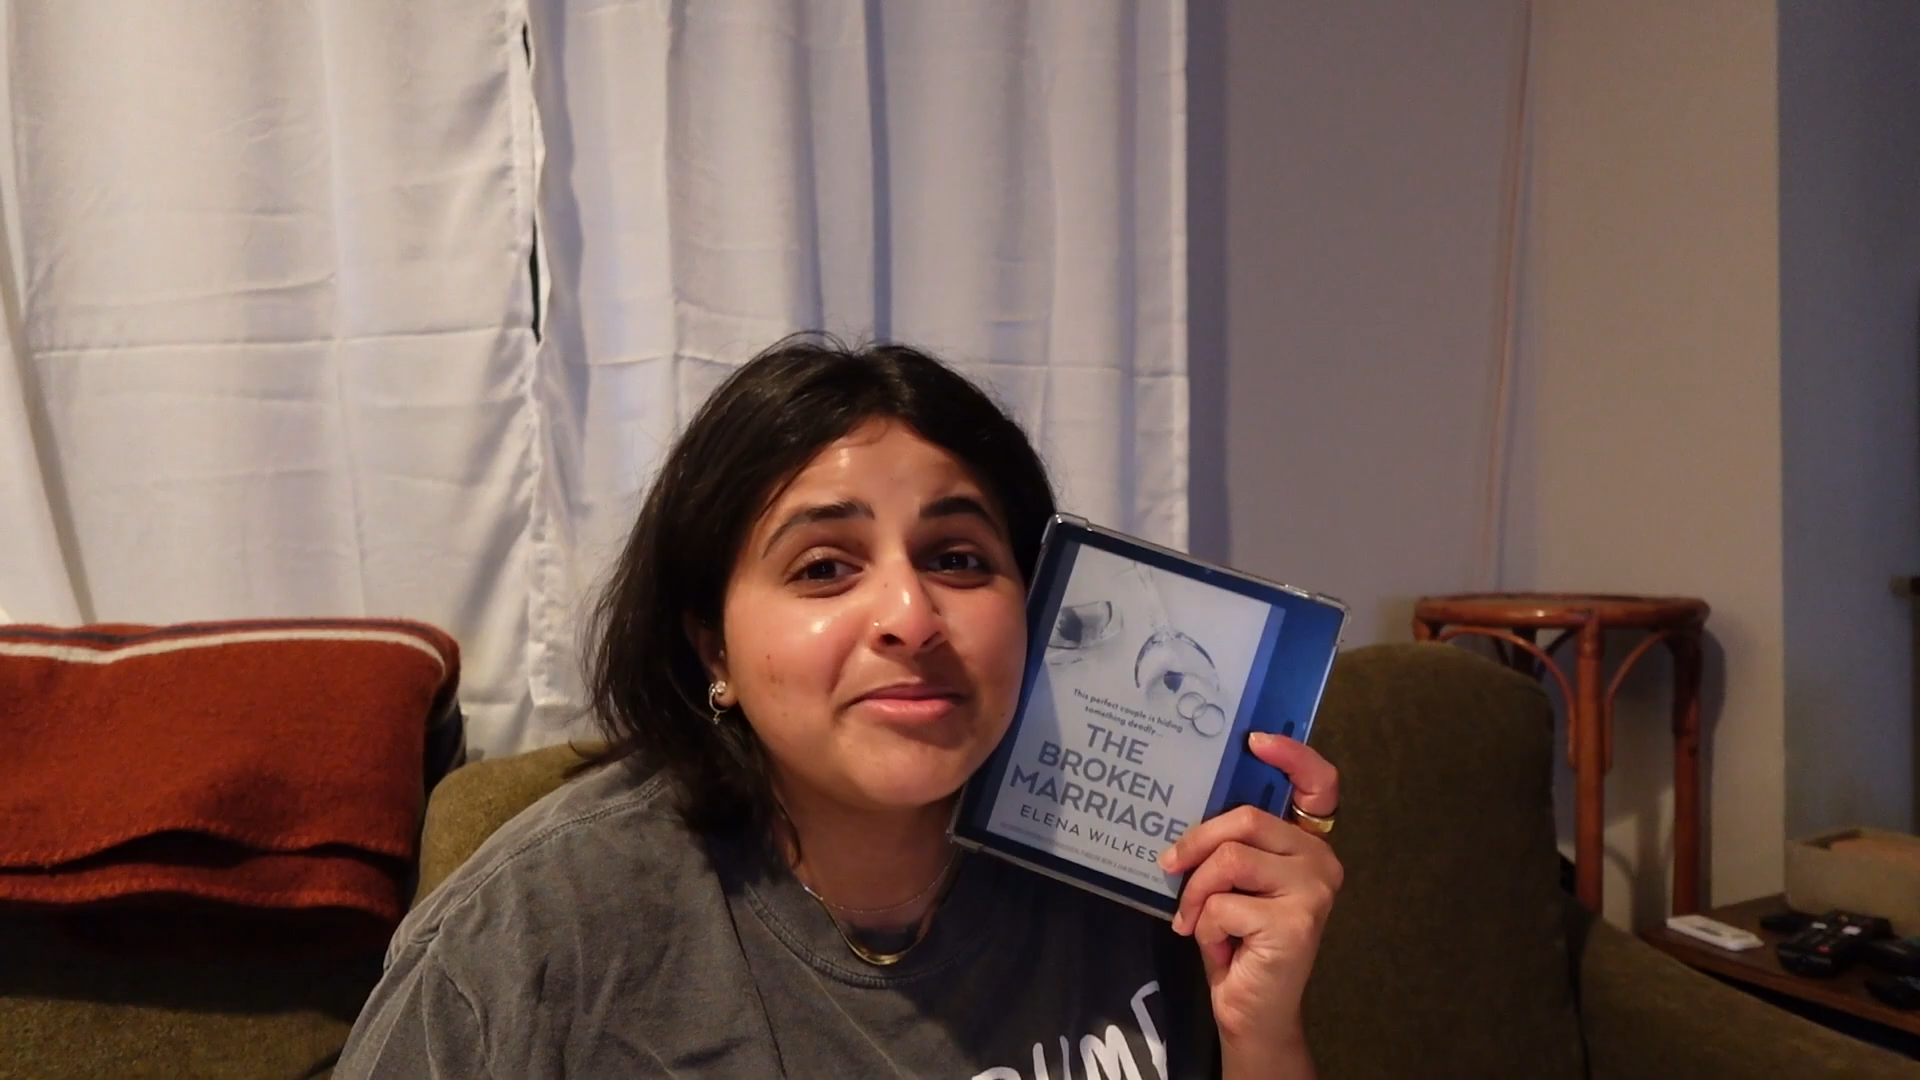 This perfect couple is hiding
something deadly...
THE
BROKEN
MARRIAGE
ELENA WILKES